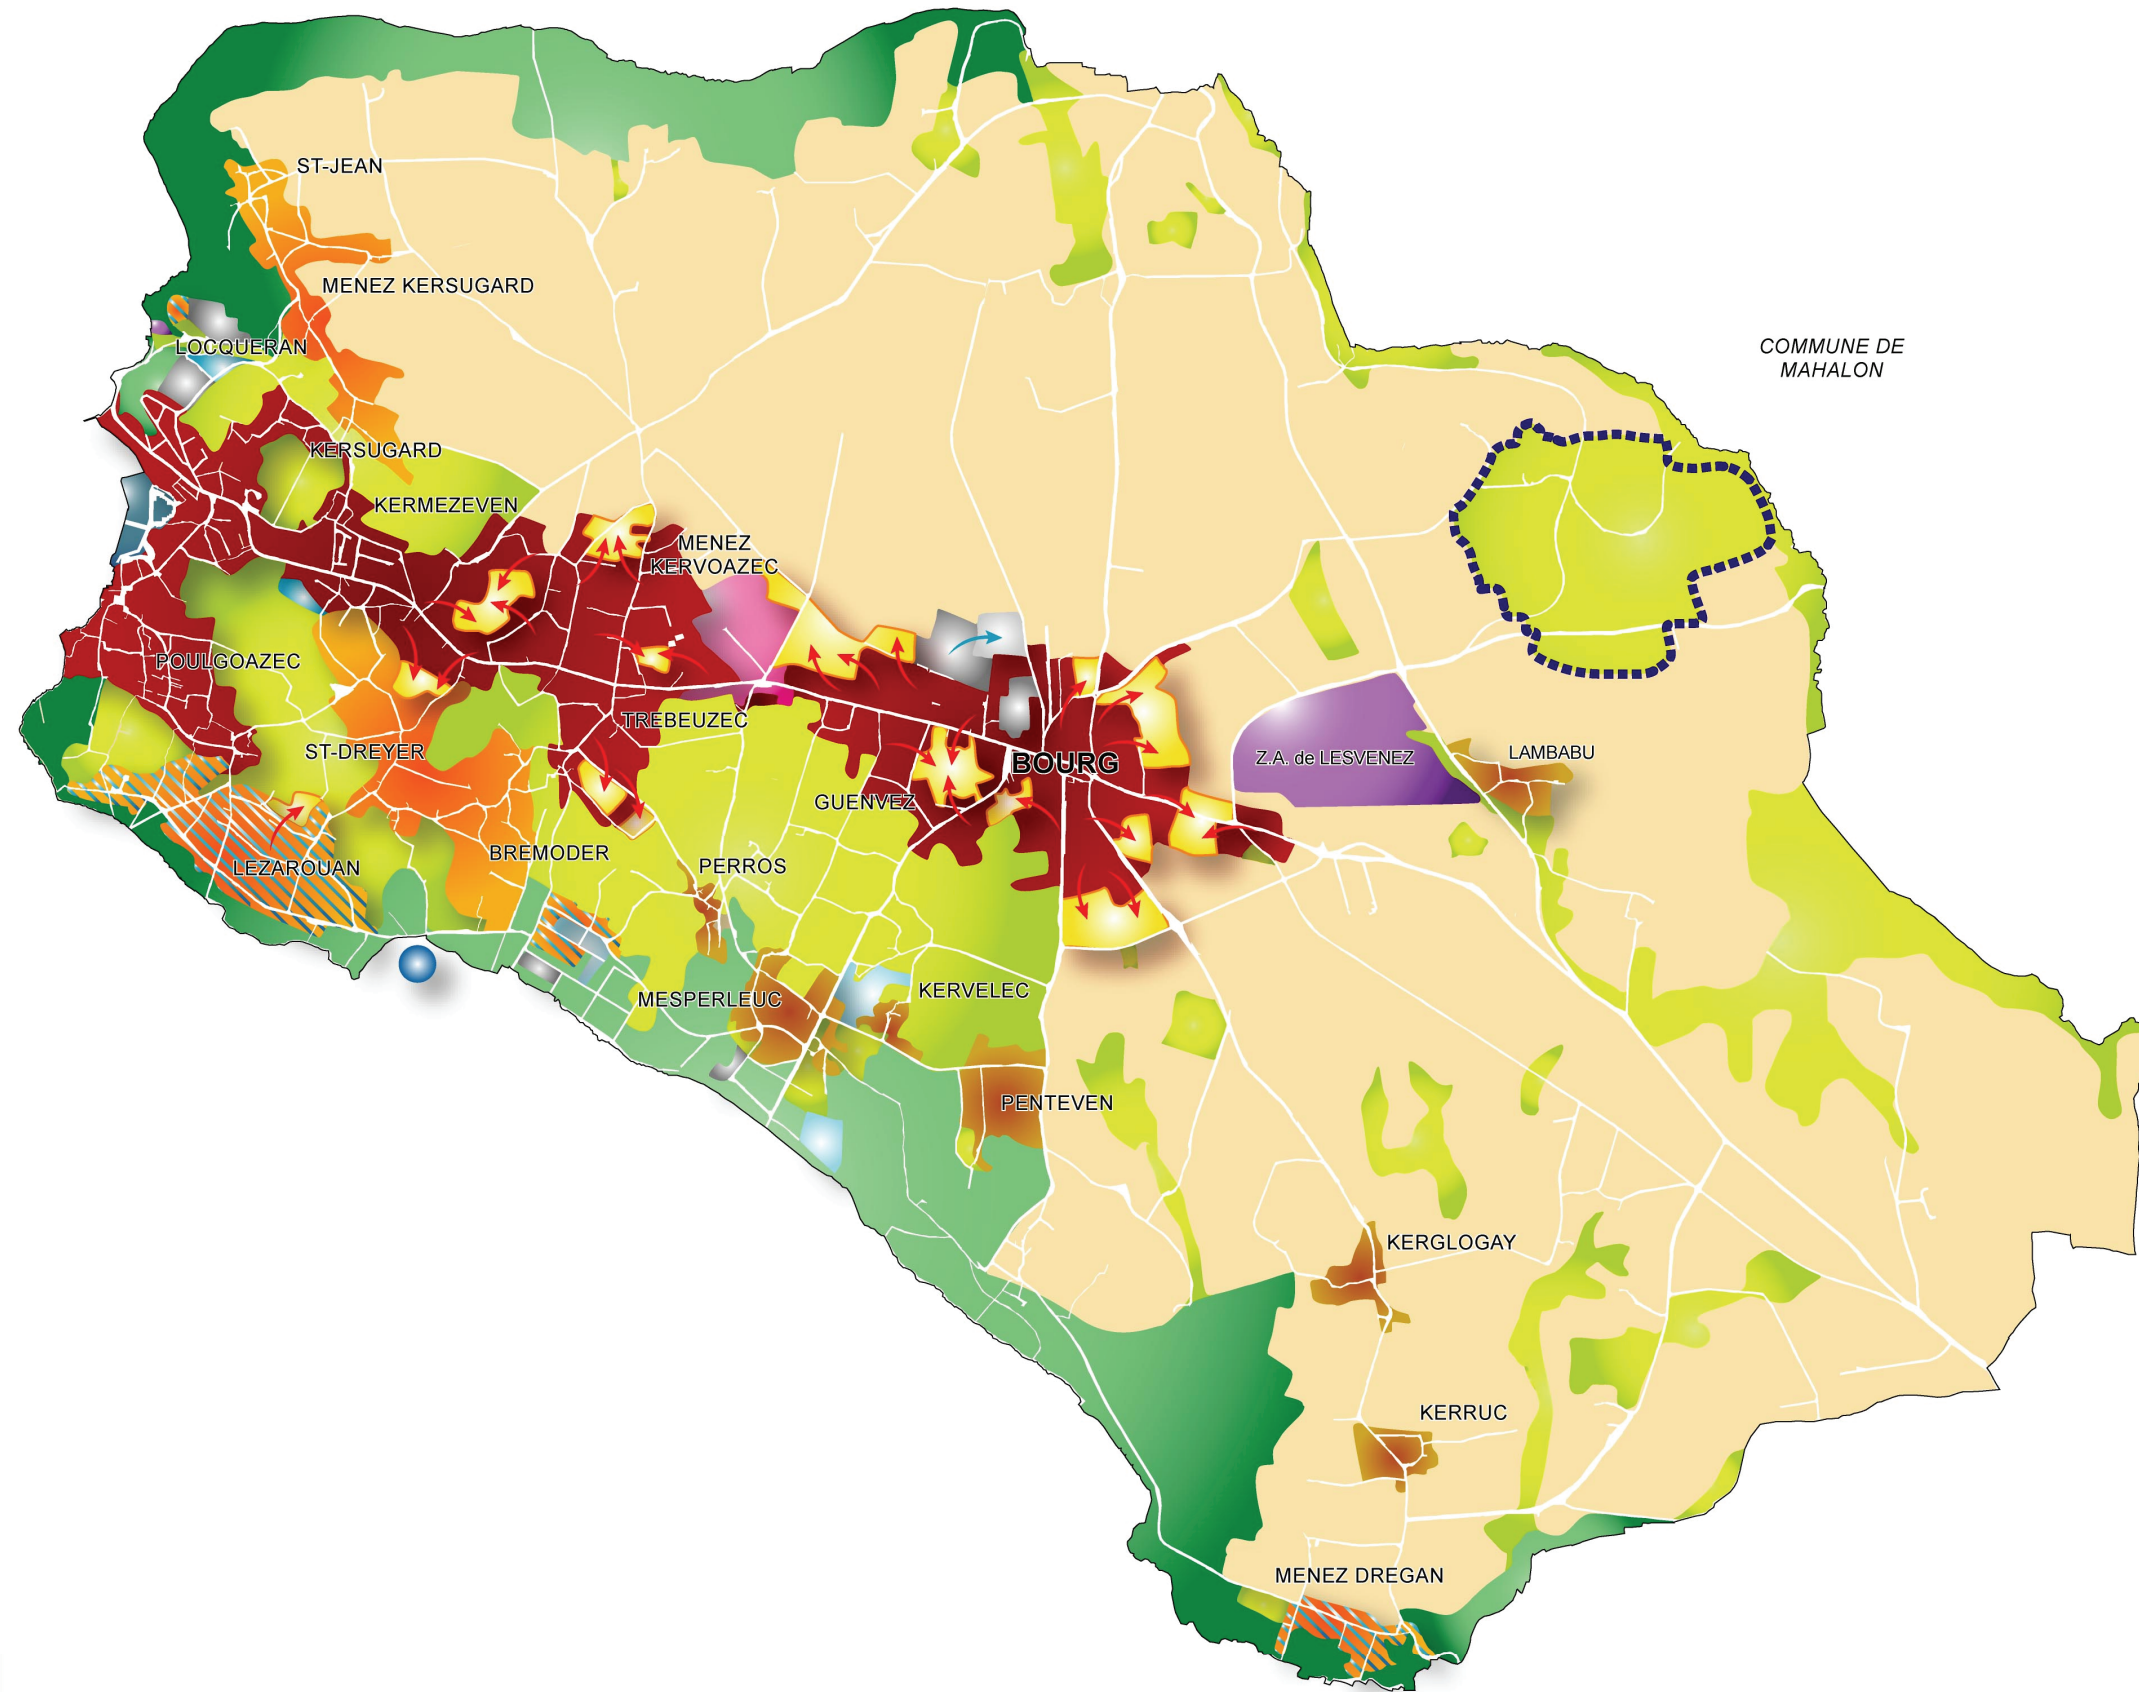 ST-JEAN
MENEZ KERSUGARD
LOCQUERAN
COMMUNE DE
MAHALON
KERSUGARD
KERMEZEVEN
MENEZ
KERVOAZEC
POULGOAZEC
TREBEUZEC
ST-DREYER
BOURG
Z.A. de LESVENEZ
LAMBABU
GUENVEZ
BREMODER
LEZAROUAN
PERROS
MESPERLEUC
KERVELEC
PENTEVEN
KERGLOGAY
KERRUC
MENEZ DREGAN